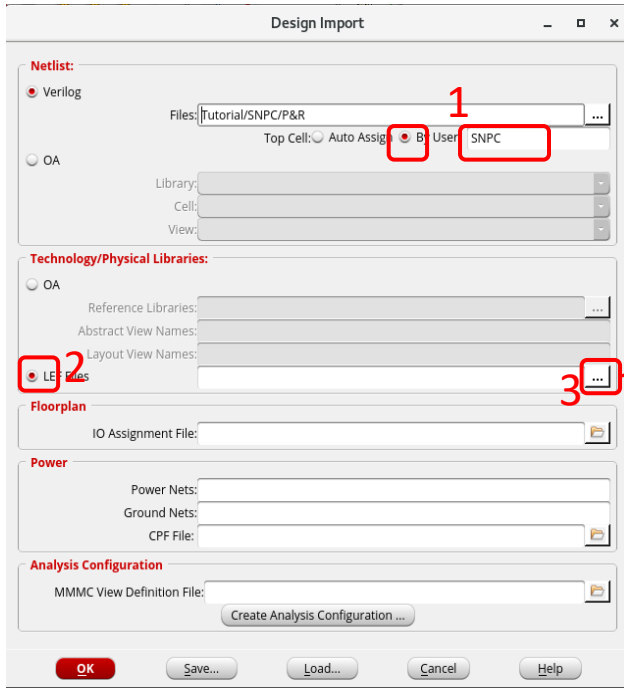 Design Import
Netlist:
Verilog
1
Files: Tutorial/SNPC/P&R ...
Top Cell: Auto Assign By User SNPC
OA
Library:
Cell:
View:
Technology/Physical Libraries:
OA
Reference Libraries: ...
Abstract View Names:
Layout View Names:
LEF Files 2 ...
3
Floorplan
IO Assignment File:
Power
Power Nets:
Ground Nets:
CPF File:
Analysis Configuration
MMMC View Definition File:
Create Analysis Configuration ...
OK Save... Load... Cancel Help